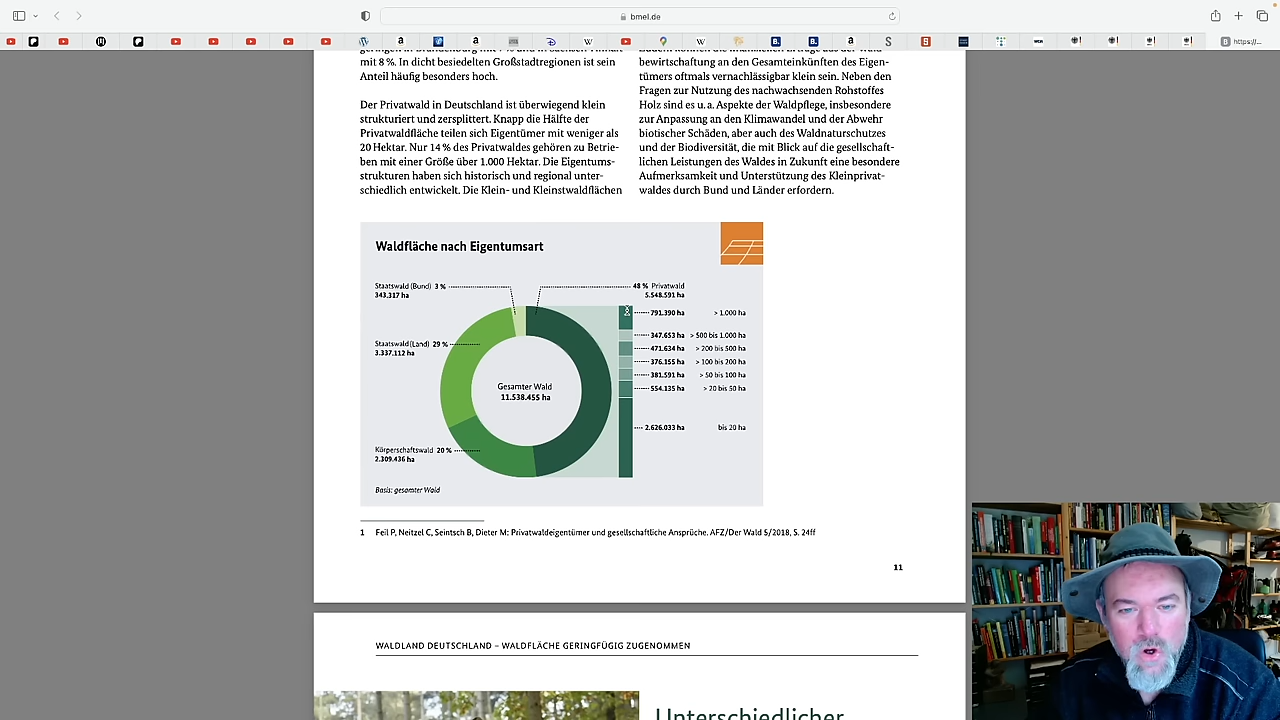 bmel.de
https://...
mit 8 %. In dicht besiedelten Großstadtregionen ist sein
Anteil häufig besonders hoch.
Der Privatwald in Deutschland ist überwiegend klein
strukturiert und zersplittert. Knapp die Hälfte der
Privatwaldfläche teilen sich Eigentümer mit weniger als
20 Hektar. Nur 14 % des Privatwaldes gehören zu Betrie-
ben mit einer Größe über 1.000 Hektar. Die Eigentums-
strukturen haben sich historisch und regional unter-
schiedlich entwickelt. Die Klein- und Kleinstwaldflächen
bewirtschaftung an den Gesamteinkünften des Eigen-
tümers oftmals vernachlässigbar klein sein. Neben den
Fragen zur Nutzung des nachwachsenden Rohstoffes
Holz sind es u. a. Aspekte der Waldpflege, insbesondere
zur Anpassung an den Klimawandel und der Abwehr
biotischer Schäden, aber auch des Waldnaturschutzes
und der Biodiversität, die mit Blick auf die gesellschaft-
lichen Leistungen des Waldes in Zukunft eine besondere
Aufmerksamkeit und Unterstützung des Kleinprivat-
waldes durch Bund und Länder erfordern.
Waldfläche nach Eigentumsart
Staatswald (Bund) 3 %
343.317 ha
48 % Privatwald
5.548.591 ha
791.390 ha > 1.000 ha
347.653 ha > 500 bis 1.000 ha
Staatswald (Land) 29 %
3.337.112 ha
471.634 ha > 200 bis 500 ha
376.155 ha > 100 bis 200 ha
381.591 ha > 50 bis 100 ha
554.135 ha > 20 bis 50 ha
Gesamter Wald
11.538.455 ha
2.626.033 ha bis 20 ha
Körperschaftswald 20 %
2.309.436 ha
Basis: gesamter Wald
1 Feil P, Neitzel C, Seintsch B, Dieter M; Privatwaldeigentümer und gesellschaftliche Ansprüche. AFZ/Der Wald 5/2018, S. 24ff
11
WALDLAND DEUTSCHLAND – WALDFLÄCHE GERINGFÜGIG ZUGENOMMEN
Unterschiedlicher